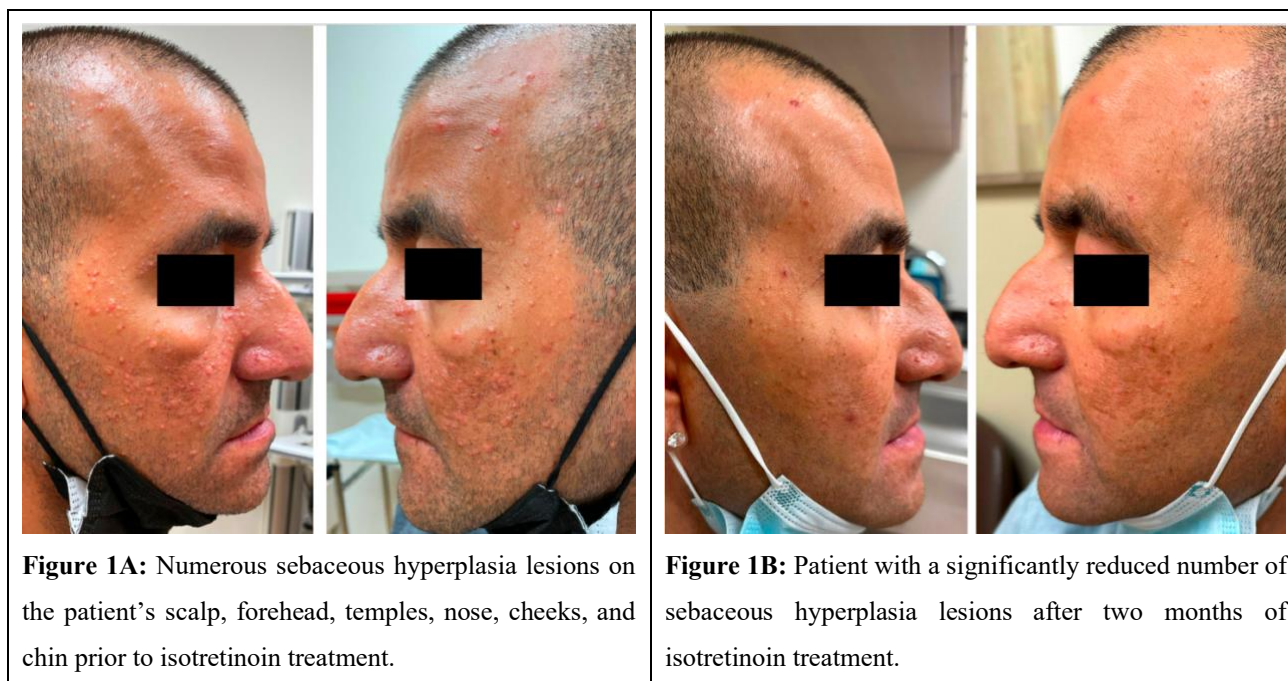 Figure 1A: Numerous sebaceous hyperplasia lesions on
the patient’s scalp, forehead, temples, nose, cheeks, and
chin prior to isotretinoin treatment.
Figure 1B: Patient with a significantly reduced number of
sebaceous hyperplasia lesions after two months of
isotretinoin treatment.